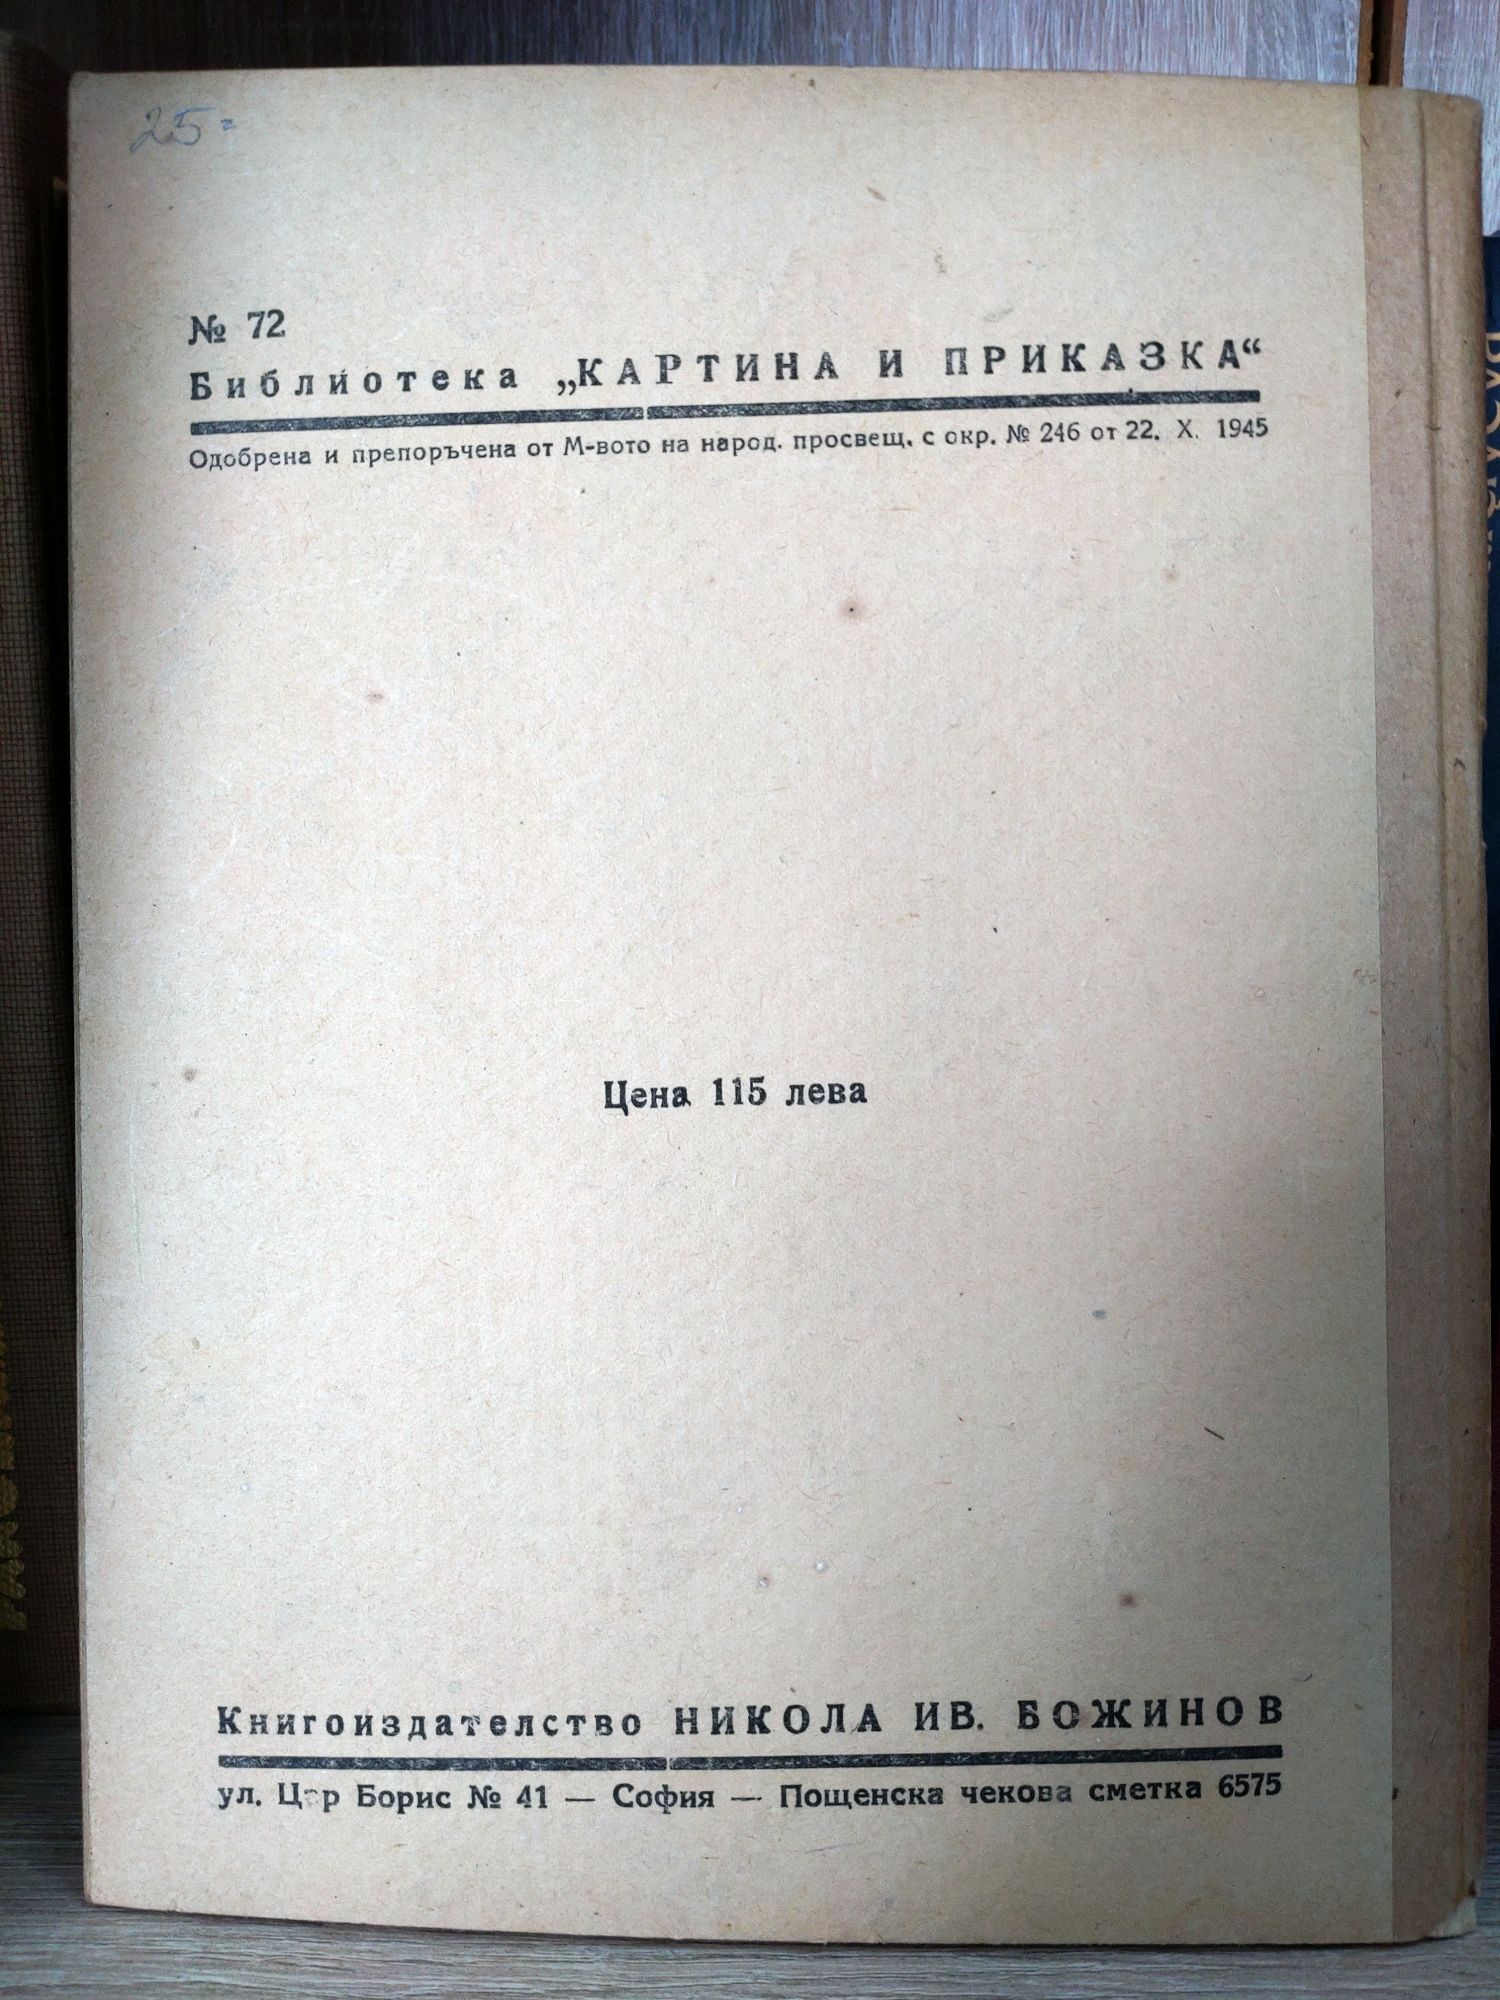 25=
№ 72
Библиотека „КАРТИНА И ПРИКАЗКА“
Одобрена и препоръчена от М-вото на народ. просвещ. с окр. № 246 от 22. X. 1945
Цена 115 лева
Книгоиздателство НИКОЛА ИВ. БОЖИНОВ
ул. Цар Борис № 41 — София — Пощенска чекова сметка 6575